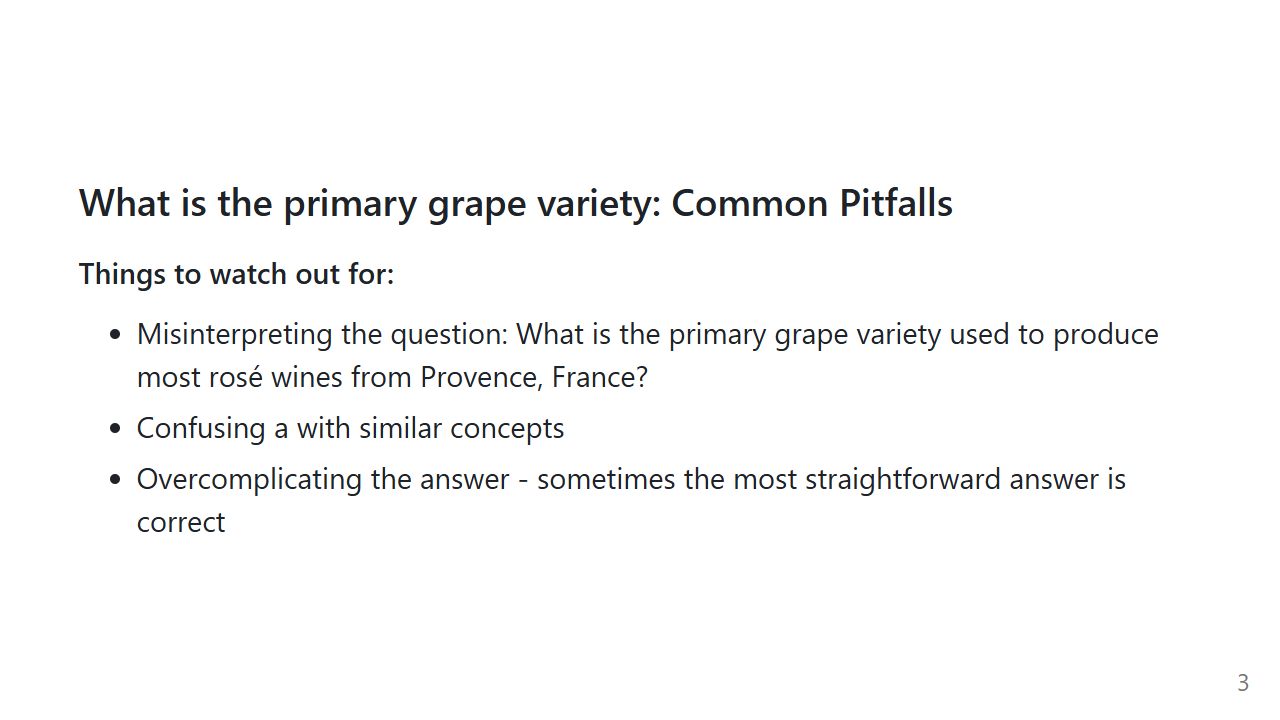 What is the primary grape variety: Common Pitfalls
Things to watch out for:
• Misinterpreting the question: What is the primary grape variety used to produce
most rosé wines from Provence, France?
• Confusing a with similar concepts
• Overcomplicating the answer - sometimes the most straightforward answer is
correct
3